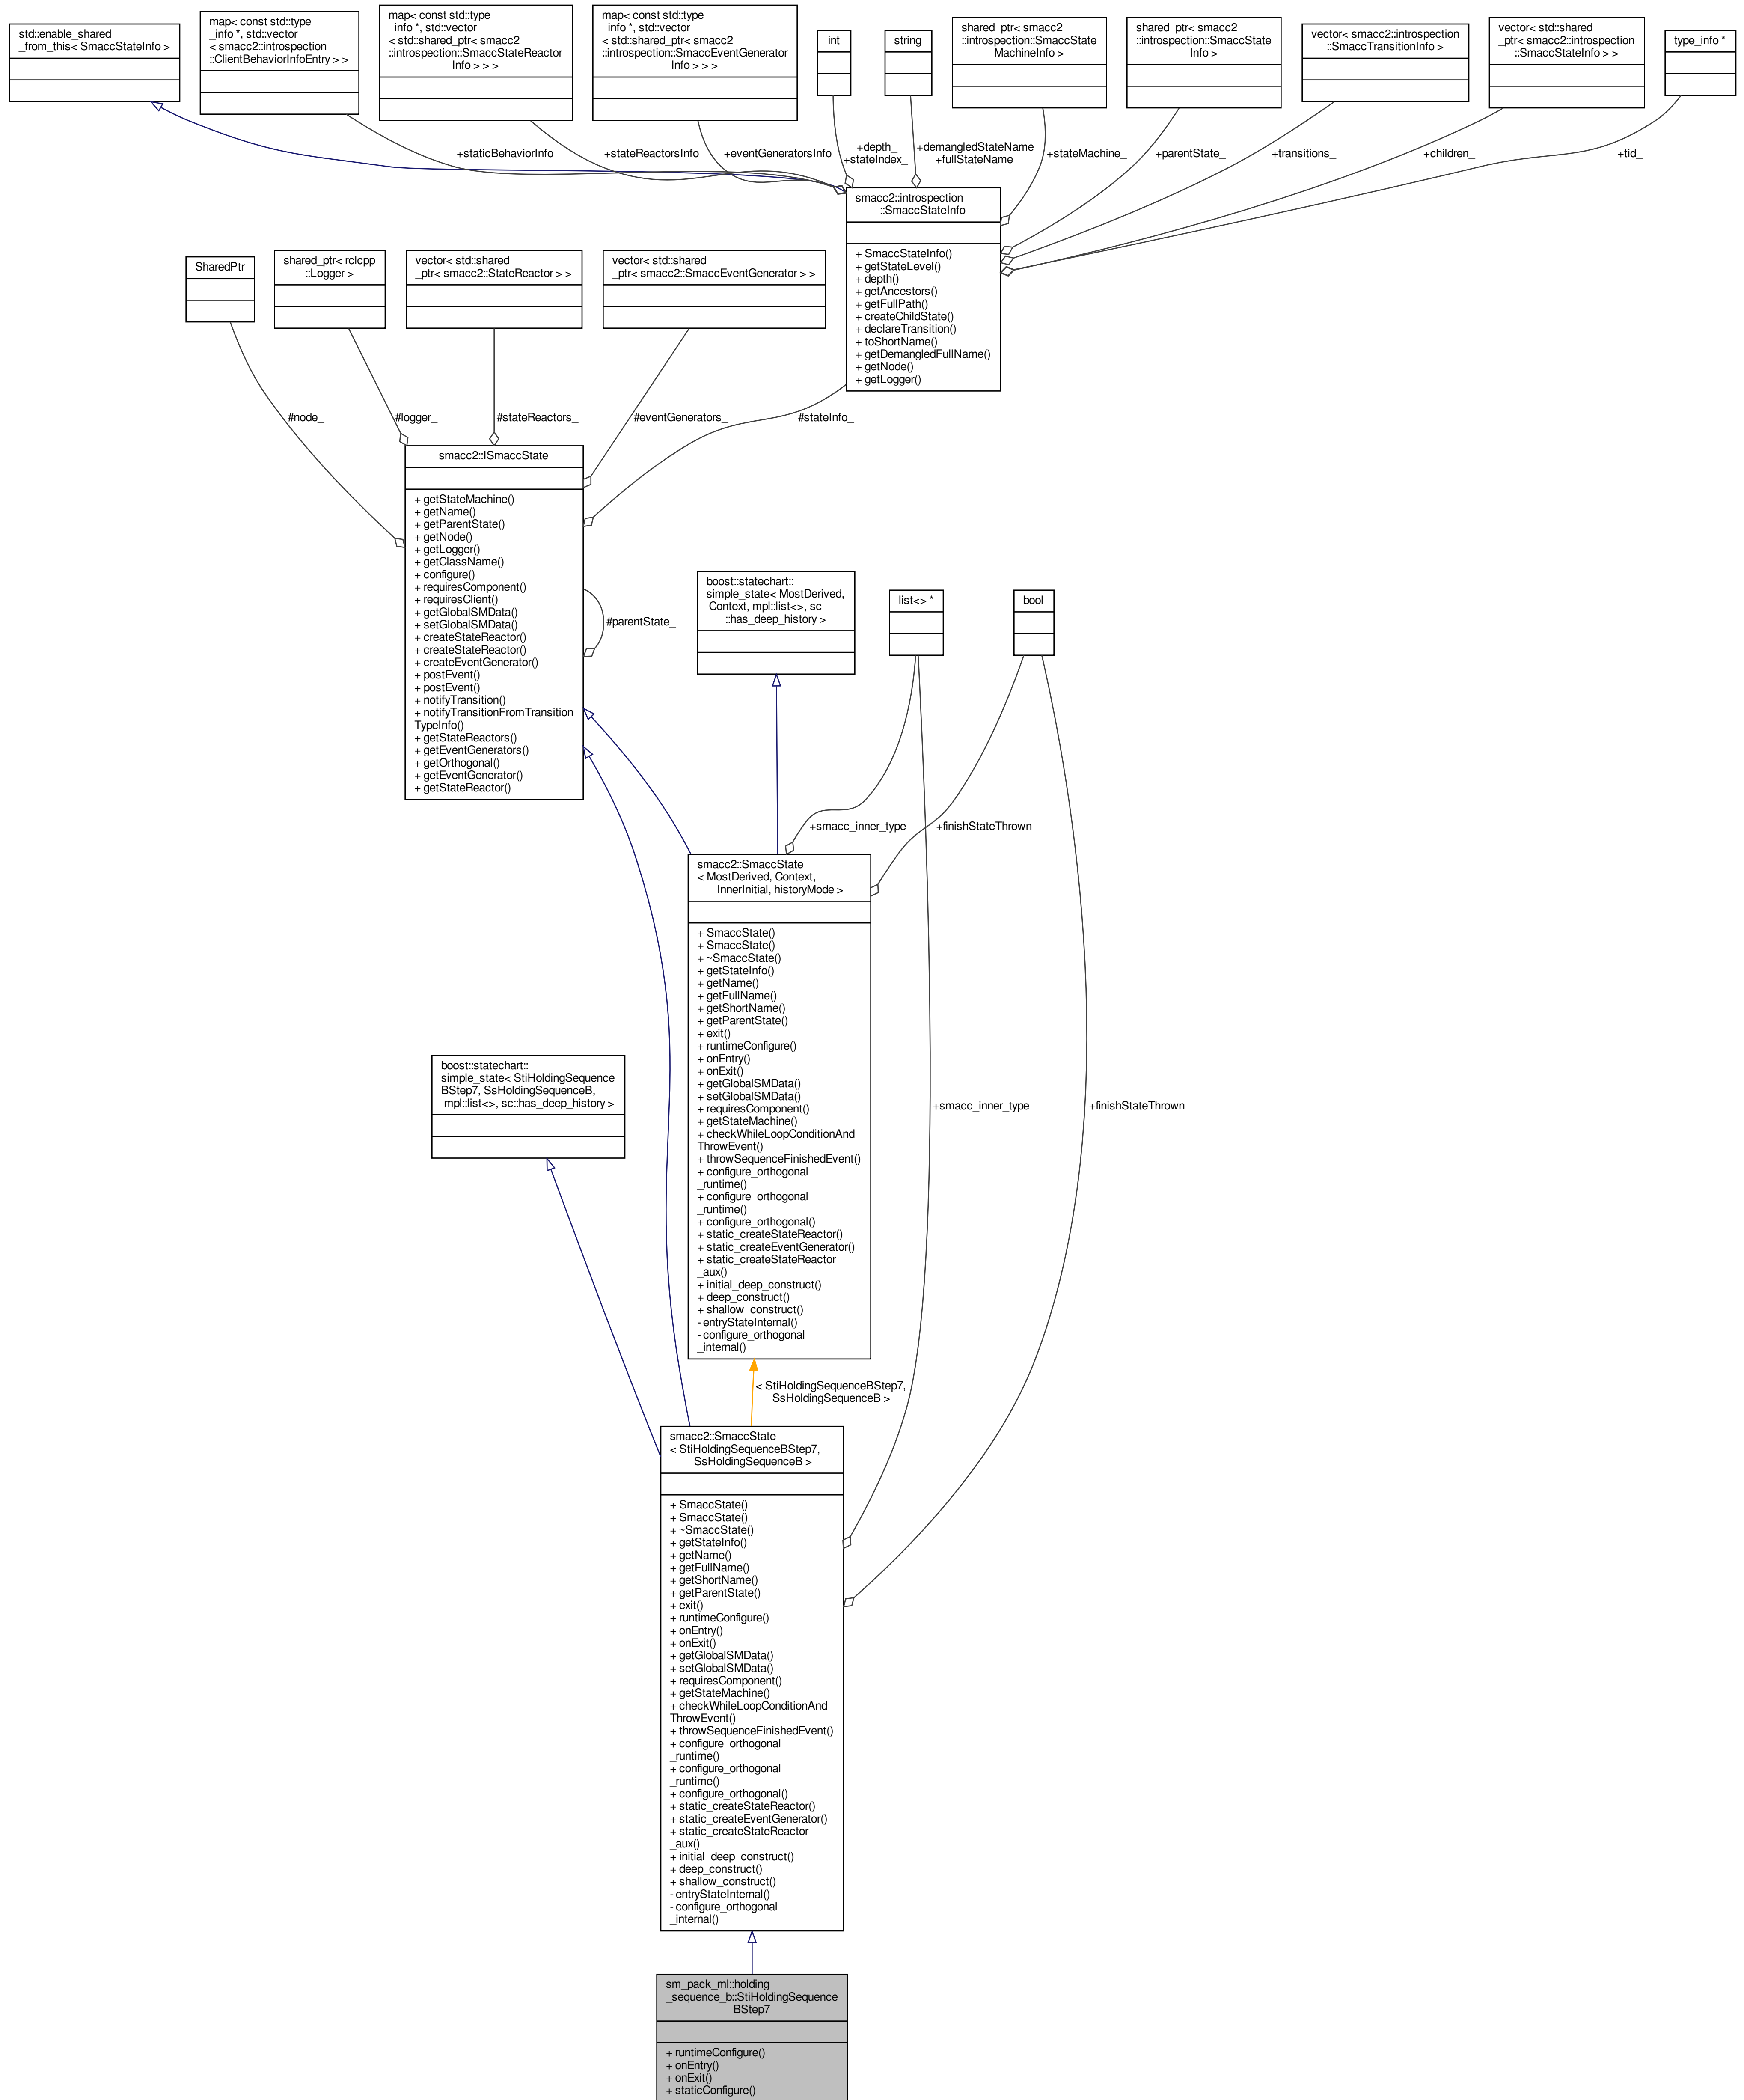 std::enable_shared
_from_this< SmaccStateInfo >
map< const std::type
_info *, std::vector
< smacc2::introspection
::ClientBehaviorInfoEntry > >
map< const std::type
_info *, std::vector
< std::shared_ptr< smacc2
::introspection::SmaccStateReactor
Info > > >
map< const std::type
_info *, std::vector
< std::shared_ptr< smacc2
::introspection::SmaccEventGenerator
Info > > >
int
string
shared_ptr< smacc2
::introspection::SmaccState
MachineInfo >
shared_ptr< smacc2
::introspection::SmaccState
Info >
vector< smacc2::introspection
::SmaccTransitionInfo >
vector< std::shared
_ptr< smacc2::introspection
::SmaccStateInfo > >
type_info *
+staticBehaviorInfo
+stateReactorsInfo
+eventGeneratorsInfo
+depth_
+stateIndex_
+demangledStateName
+fullStateName
+stateMachine_
+parentState_
+transitions_
+children_
+tid_
smacc2::introspection
::SmaccStateInfo
+ SmaccStateInfo()
+ getStateLevel()
+ depth()
+ getAncestors()
+ getFullPath()
+ createChildState()
+ declareTransition()
+ toShortName()
+ getDemangledFullName()
+ getNode()
+ getLogger()
SharedPtr
shared_ptr< rclcpp
::Logger >
vector< std::shared
_ptr< smacc2::StateReactor > >
vector< std::shared
_ptr< smacc2::SmaccEventGenerator > >
#node_
#logger_
#stateReactors_
#eventGenerators_
#stateInfo_
smacc2::ISmaccState
+ getStateMachine()
+ getName()
+ getParentState()
+ getNode()
+ getLogger()
+ getClassName()
+ configure()
+ requiresComponent()
+ requiresClient()
+ getGlobalSMData()
+ setGlobalSMData()
+ createStateReactor()
+ createStateReactor()
+ createEventGenerator()
+ postEvent()
+ postEvent()
+ notifyTransition()
+ notifyTransitionFromTransition
TypeInfo()
+ getStateReactors()
+ getEventGenerators()
+ getOrthogonal()
+ getEventGenerator()
+ getStateReactor()
#parentState_
boost::statechart::
simple_state< MostDerived,
Context, mpl::list<>, sc
::has_deep_history >
list<> *
bool
+smacc_inner_type
+finishStateThrown
smacc2::SmaccState
< MostDerived, Context,
InnerInitial, historyMode >
+ SmaccState()
+ SmaccState()
+ ~SmaccState()
+ getStateInfo()
+ getName()
+ getFullName()
+ getShortName()
+ getParentState()
+ exit()
+ runtimeConfigure()
+ onEntry()
+ onExit()
+ getGlobalSMData()
+ setGlobalSMData()
+ requiresComponent()
+ getStateMachine()
+ checkWhileLoopConditionAnd
ThrowEvent()
+ throwSequenceFinishedEvent()
+ configure_orthogonal
_runtime()
+ configure_orthogonal
_runtime()
+ configure_orthogonal()
+ static_createStateReactor()
+ static_createEventGenerator()
+ static_createStateReactor
_aux()
+ initial_deep_construct()
+ deep_construct()
+ shallow_construct()
- entryStateInternal()
- configure_orthogonal
_internal()
boost::statechart::
simple_state< StiHoldingSequence
BStep7, SsHoldingSequenceB,
mpl::list<>, sc::has_deep_history >
+smacc_inner_type
+finishStateThrown
< StiHoldingSequenceBStep7,
SsHoldingSequenceB >
smacc2::SmaccState
< StiHoldingSequenceBStep7,
SsHoldingSequenceB >
+ SmaccState()
+ SmaccState()
+ ~SmaccState()
+ getStateInfo()
+ getName()
+ getFullName()
+ getShortName()
+ getParentState()
+ exit()
+ runtimeConfigure()
+ onEntry()
+ onExit()
+ getGlobalSMData()
+ setGlobalSMData()
+ requiresComponent()
+ getStateMachine()
+ checkWhileLoopConditionAnd
ThrowEvent()
+ throwSequenceFinishedEvent()
+ configure_orthogonal
_runtime()
+ configure_orthogonal
_runtime()
+ configure_orthogonal()
+ static_createStateReactor()
+ static_createEventGenerator()
+ static_createStateReactor
_aux()
+ initial_deep_construct()
+ deep_construct()
+ shallow_construct()
- entryStateInternal()
- configure_orthogonal
_internal()
sm_pack_ml::holding
_sequence_b::StiHoldingSequence
BStep7
+ runtimeConfigure()
+ onEntry()
+ onExit()
+ staticConfigure()